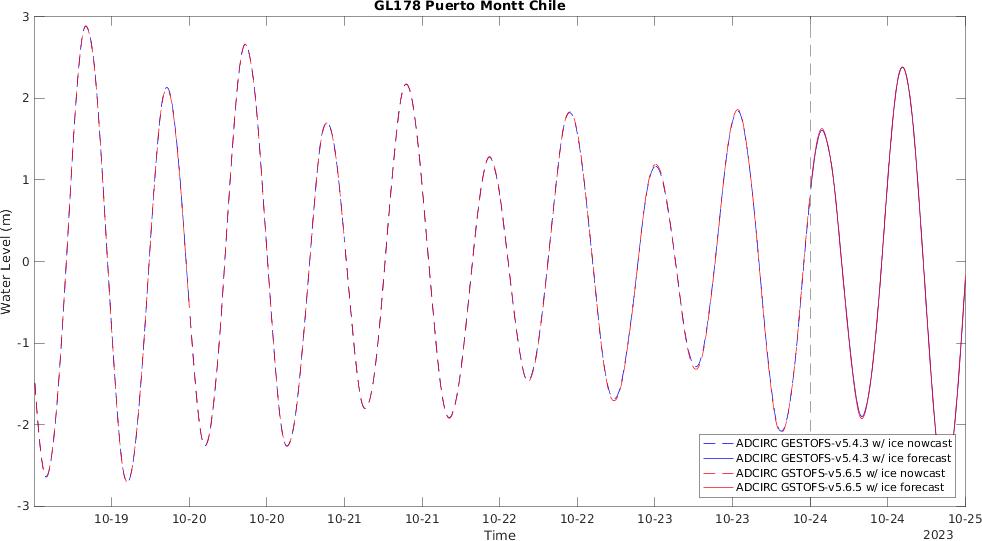 GL178 Puerto Montt Chile
3
2
1
0
-1
-2
-3
Water Level (m)
10-19
10-20
10-20
10-21
10-21
10-22
10-22
10-23
10-23
10-24
10-24
10-25
Time
2023
ADCIRC GESTOFS-v5.4.3 w/ ice nowcast
ADCIRC GESTOFS-v5.4.3 w/ ice forecast
ADCIRC GSTOFS-v5.6.5 w/ ice nowcast
ADCIRC GSTOFS-v5.6.5 w/ ice forecast